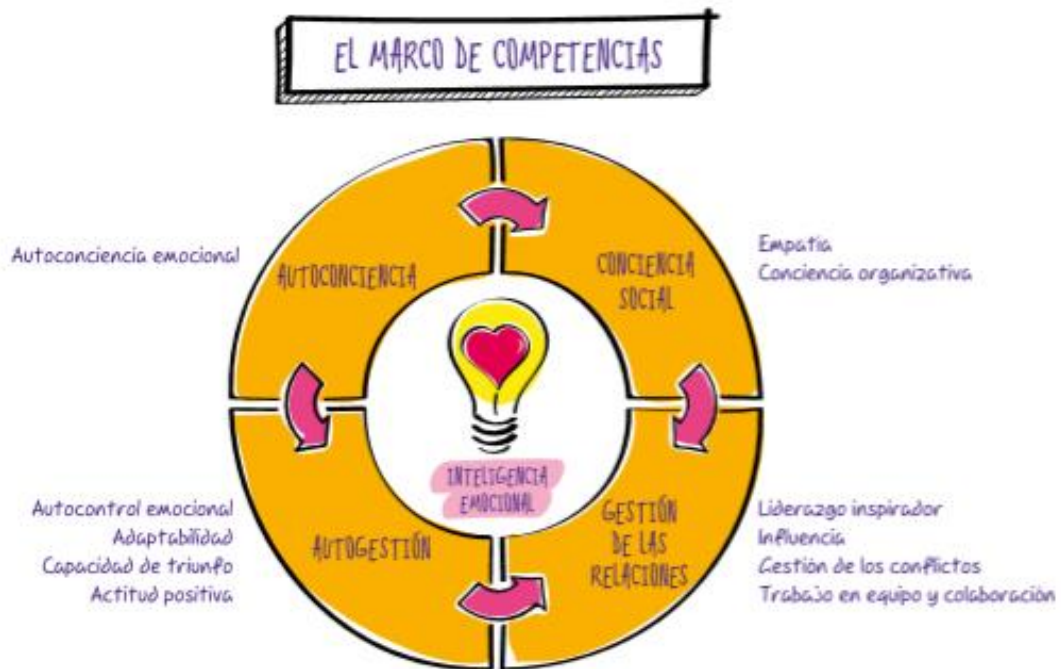 EL MARCO DE COMPETENCIAS
Autoconciencia emocional
AUTOCONCIENCIA
CONCIENCIA
SOCIAL
Empatía
Conciencia organizativa
INTELIGENCIA
EMOCIONAL
Autocontrol emocional
Adaptabilidad
Capacidad de triunfo
Actitud positiva
AUTOGESTIÓN
GESTIÓN
DE LAS
RELACIONES
Liderazgo inspirador
Influencia
Gestión de los conflictos
Trabajo en equipo y colaboración